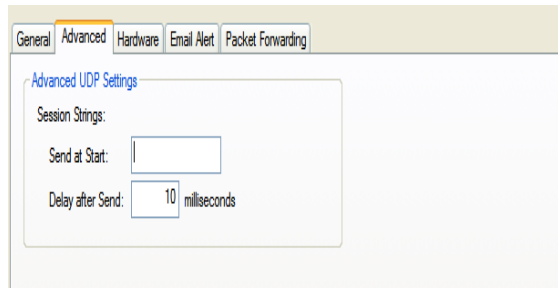 General Advanced Hardware Email Alert Packet Forwarding
Advanced UDP Settings
Session Strings:
Send at Start:
Delay after Send: 10 milliseconds